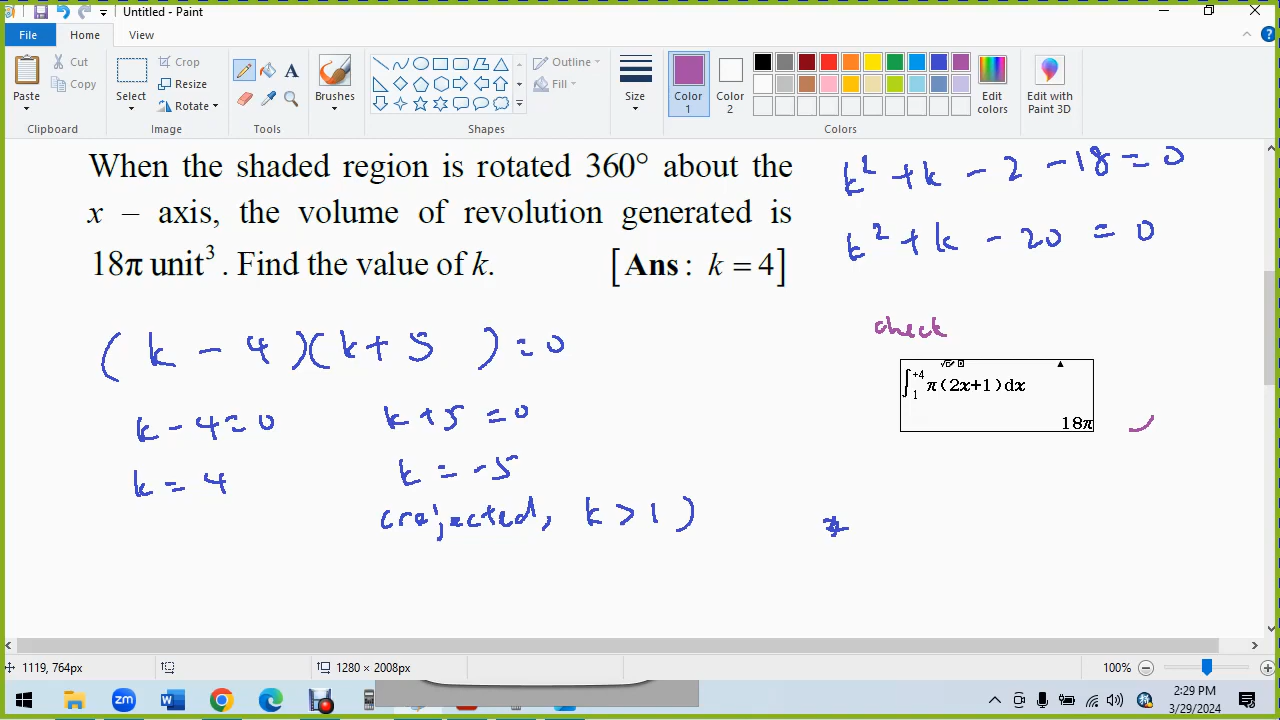 Untitled - Paint
File Home View
Paste Cut Copy Clipboard
Select Crop Resize Rotate Image
A Tools
Brushes
Outline Fill Shapes
Size
Color 1 Color 2 Edit colors Colors
Edit with Paint 3D
When the shaded region is rotated 360° about the
x – axis, the volume of revolution generated is
18π unit³. Find the value of k. [Ans: k = 4]
k² + k - 2 - 18 = 0
k² + k - 20 = 0
(k - 4)(k + 5) = 0
k - 4 = 0 k + 5 = 0
k = 4 k = -5
(rejected, k > 1)
check
∫₁⁺⁴ π(2x+1)dx
18π
*
1119, 764px 1280 × 2008px 100%
zm W
2:29 PM
3/29/2024